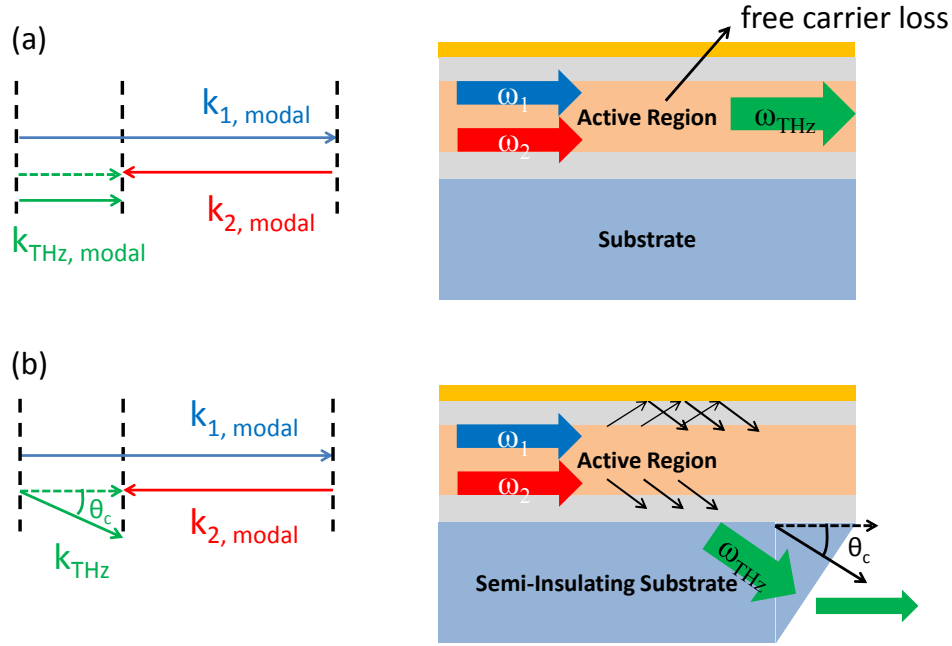 (a)
free carrier loss
k1, modal
ω1
Active Region
ωTHz
ω2
k2, modal
kTHz, modal
Substrate
(b)
k1, modal
ω1
Active Region
θc
ω2
k2, modal
kTHz
ωTHz
θc
Semi-Insulating Substrate